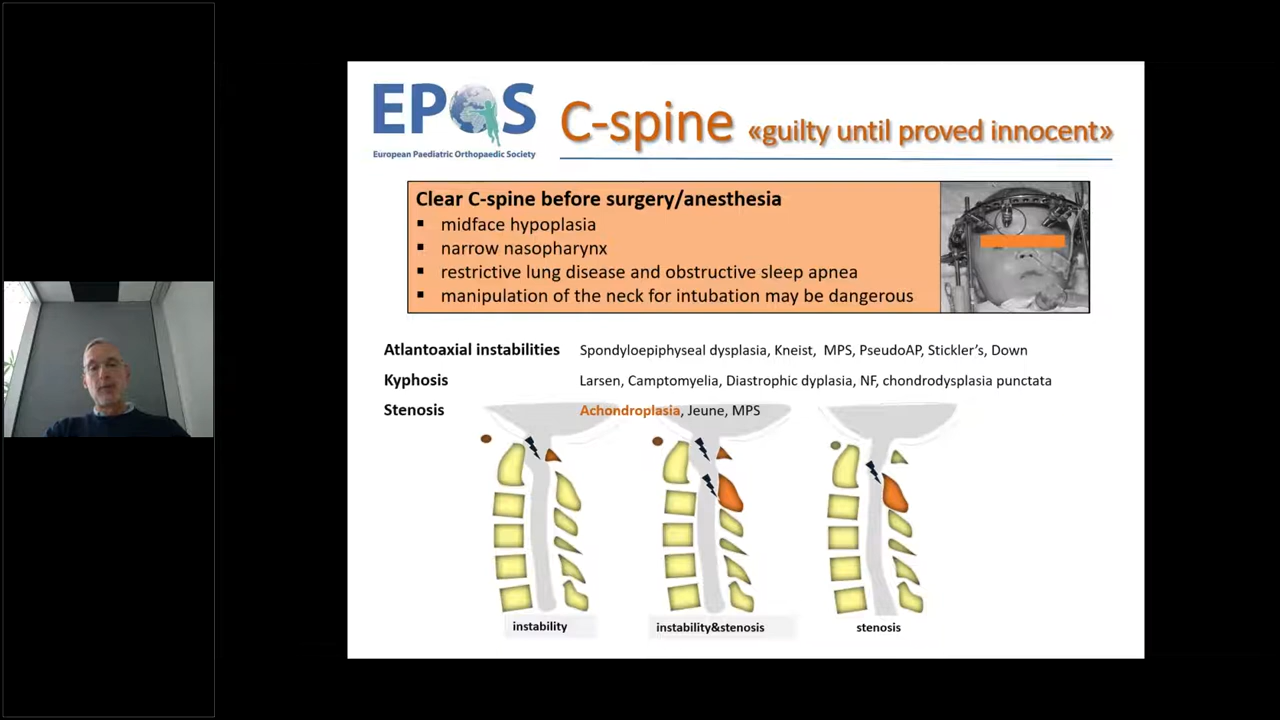 EPOS
European Paediatric Orthopaedic Society
C-spine «guilty until proved innocent»
Clear C-spine before surgery/anesthesia
▪ midface hypoplasia
▪ narrow nasopharynx
▪ restrictive lung disease and obstructive sleep apnea
▪ manipulation of the neck for intubation may be dangerous
Atlantoaxial instabilities Spondyloepiphyseal dysplasia, Kneist, MPS, PseudoAP, Stickler's, Down
Kyphosis Larsen, Camptomyelia, Diastrophic dyplasia, NF, chondrodysplasia punctata
Stenosis Achondroplasia, Jeune, MPS
instability instability&stenosis stenosis